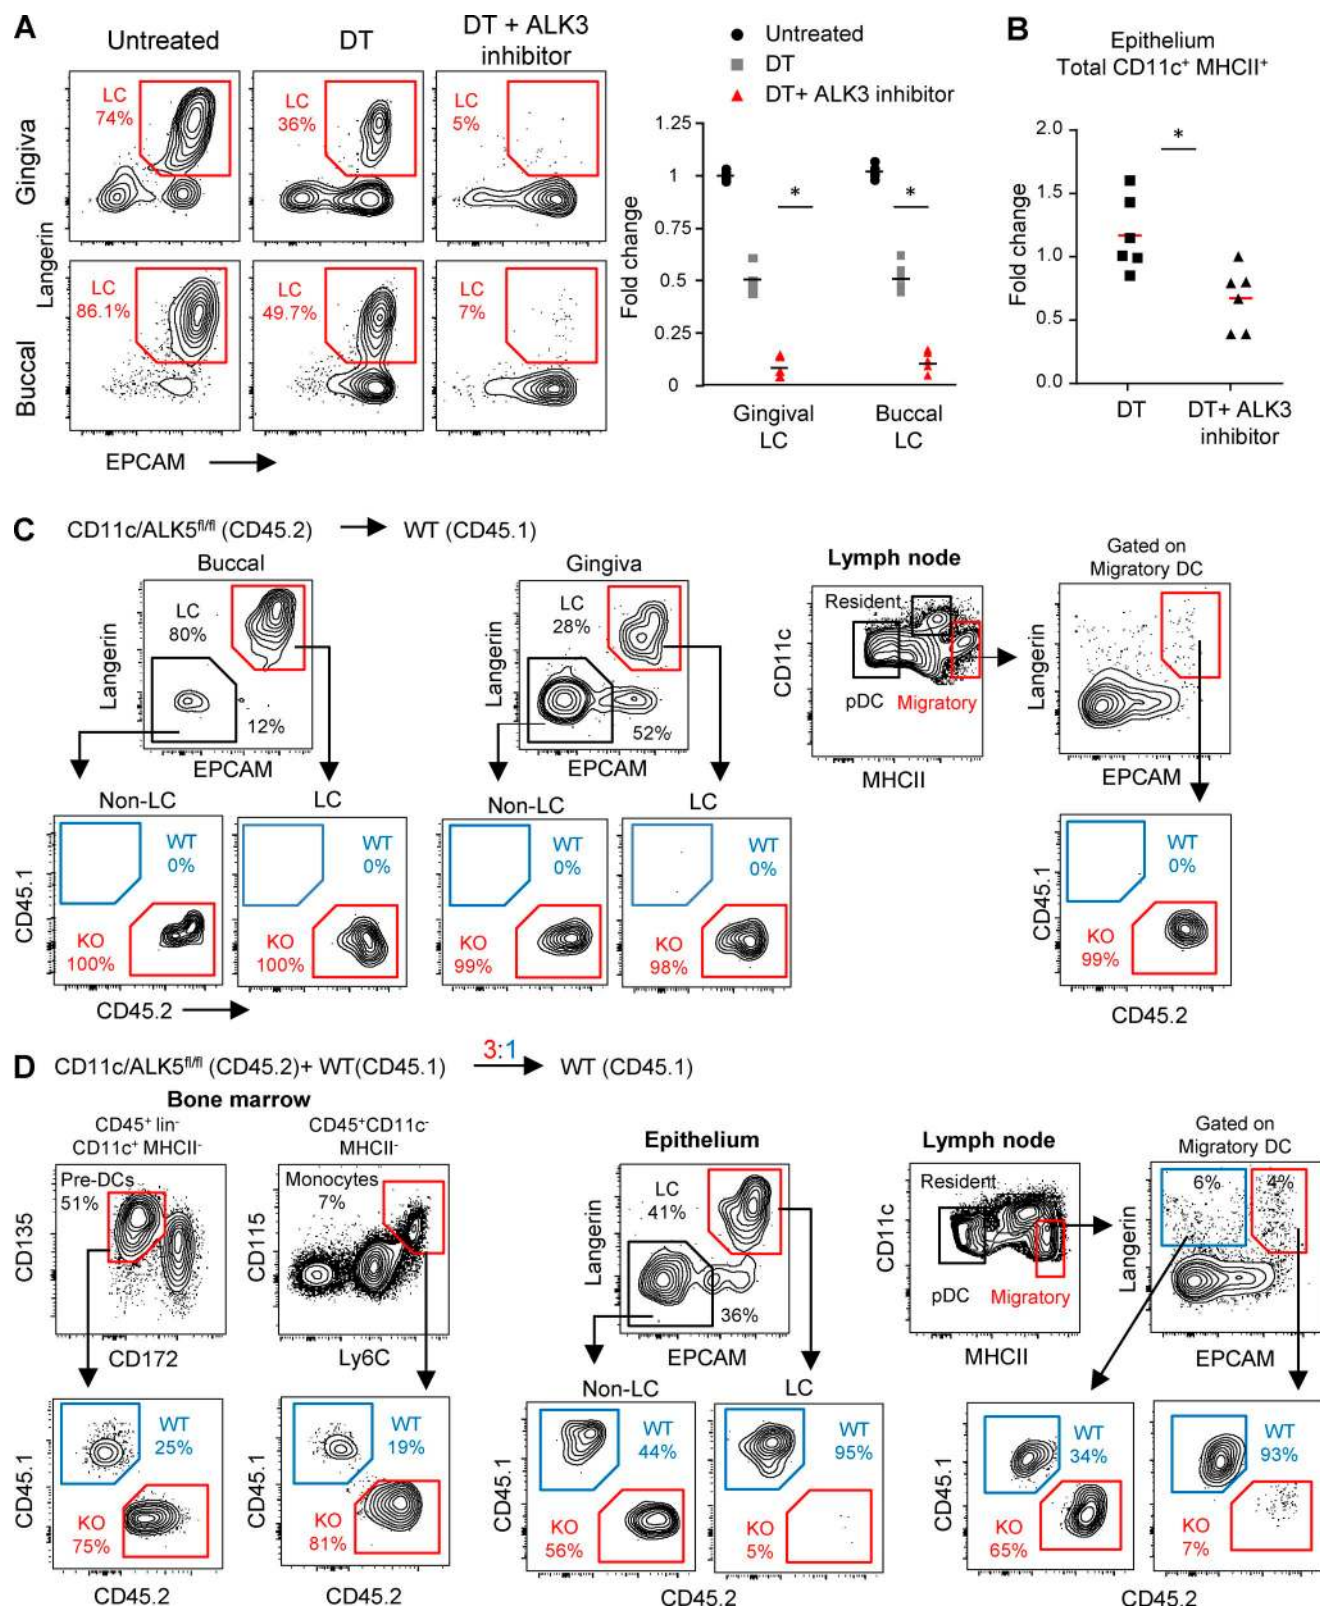 A
Untreated
DT
DT + ALK3
inhibitor
Gingiva
Buccal
Langerin
LC
74%
LC
36%
LC
5%
LC
86.1%
LC
49.7%
LC
7%
EPCAM
Untreated
DT
DT+ ALK3 inhibitor
Fold change
1.25
1
0.75
0.5
0.25
0
*
*
Gingival
LC
Buccal
LC
B
Epithelium
Total CD11c⁺ MHCII⁺
Fold change
2.0
1.5
1.0
0.5
0.0
*
DT
DT+ ALK3
inhibitor
C
CD11c/ALK5ᶠˡ/ᶠˡ (CD45.2)
WT (CD45.1)
Buccal
Langerin
LC
80%
12%
EPCAM
Gingiva
Langerin
LC
28%
52%
EPCAM
Lymph node
CD11c
Resident
pDC
Migratory
MHCII
Gated on
Migratory DC
Langerin
EPCAM
Non-LC
LC
Non-LC
LC
CD45.1
WT
0%
KO
100%
WT
0%
KO
100%
WT
0%
KO
99%
WT
0%
KO
98%
CD45.2
CD45.1
WT
0%
KO
99%
CD45.2
D
CD11c/ALK5ᶠˡ/ᶠˡ (CD45.2)+ WT(CD45.1)
3:1
WT (CD45.1)
Bone marrow
CD45⁺ lin⁻
CD11c⁺ MHCII⁻
Pre-DCs
51%
CD135
CD172
CD45⁺CD11c⁻
MHCII⁻
Monocytes
7%
CD115
Ly6C
Epithelium
Langerin
LC
41%
36%
EPCAM
Lymph node
CD11c
Resident
pDC
Migratory
MHCII
Gated on
Migratory DC
6%
4%
Langerin
EPCAM
CD45.1
WT
25%
KO
75%
CD45.2
CD45.1
WT
19%
KO
81%
CD45.2
Non-LC
LC
CD45.1
WT
44%
KO
56%
WT
95%
KO
5%
CD45.2
CD45.1
WT
34%
KO
65%
WT
93%
KO
7%
CD45.2